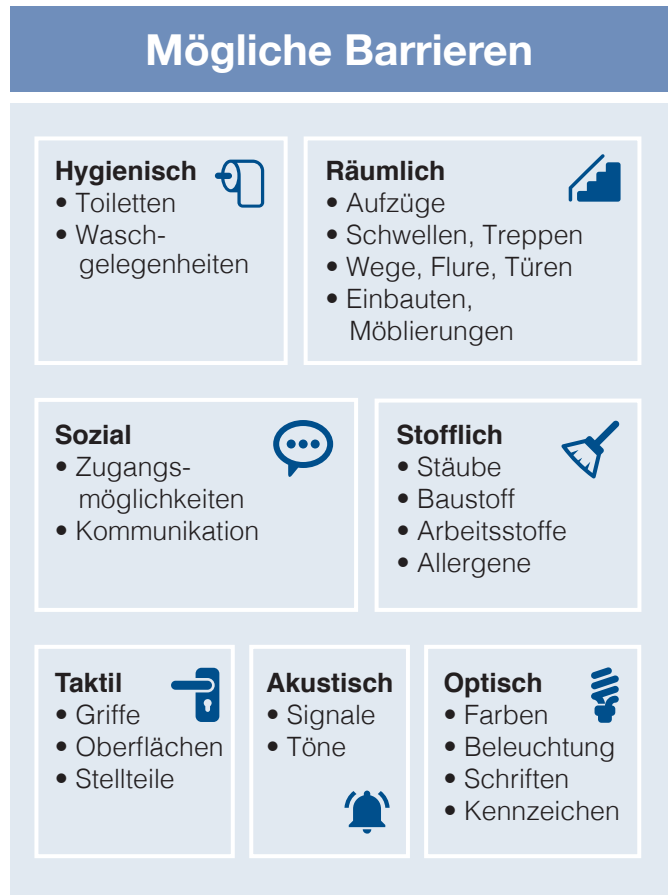 Mögliche Barrieren
Hygienisch
• Toiletten
• Wasch-
gelegenheiten
Räumlich
• Aufzüge
• Schwellen, Treppen
• Wege, Flure, Türen
• Einbauten,
Möblierungen
Sozial
• Zugangs-
möglichkeiten
• Kommunikation
Stofflich
• Stäube
• Baustoff
• Arbeitsstoffe
• Allergene
Taktil
• Griffe
• Oberflächen
• Stellteile
Akustisch
• Signale
• Töne
Optisch
• Farben
• Beleuchtung
• Schriften
• Kennzeichen